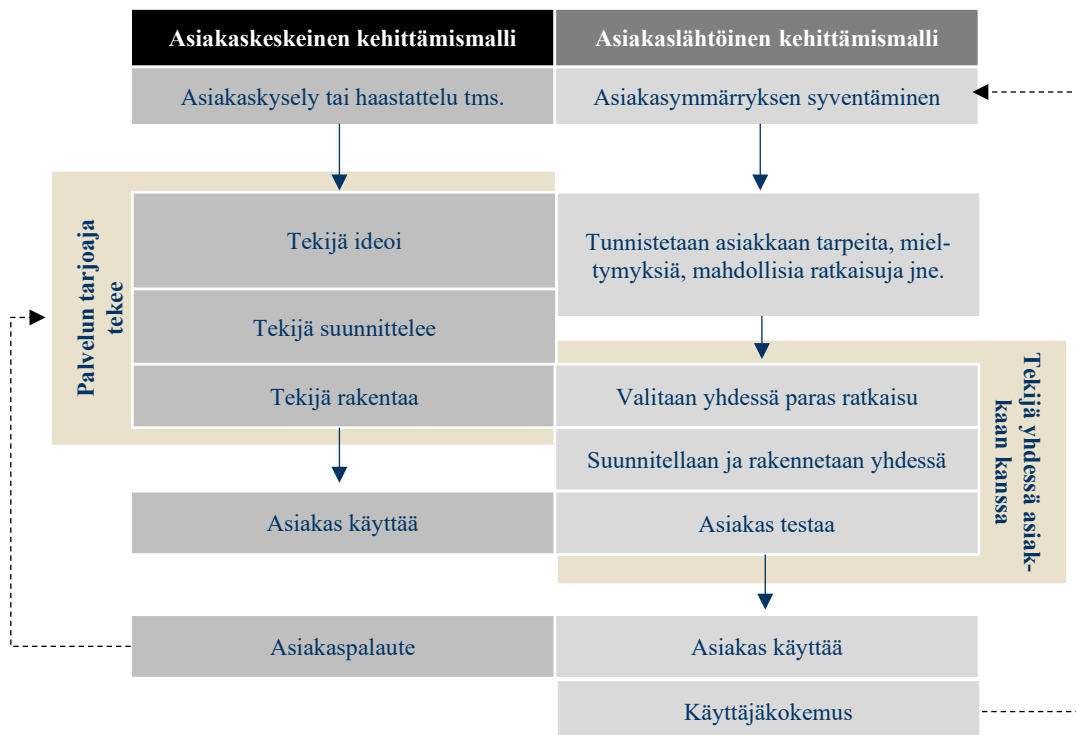 Asiakaskeskeinen kehittämismalli
Asiakaslähtöinen kehittämismalli
Asiakaskysely tai haastattelu tms.
Asiakasymmärryksen syventäminen
Palvelun tarjoaja
tekee
Tekijä ideoi
Tunnistetaan asiakkaan tarpeita, miel-
tymyksiä, mahdollisia ratkaisuja jne.
Tekijä suunnittelee
Tekijä rakentaa
Valitaan yhdessä paras ratkaisu
Tekijä yhdessä asiak-
kaan kanssa
Suunnitellaan ja rakennetaan yhdessä
Asiakas käyttää
Asiakas testaa
Asiakaspalaute
Asiakas käyttää
Käyttäjäkokemus